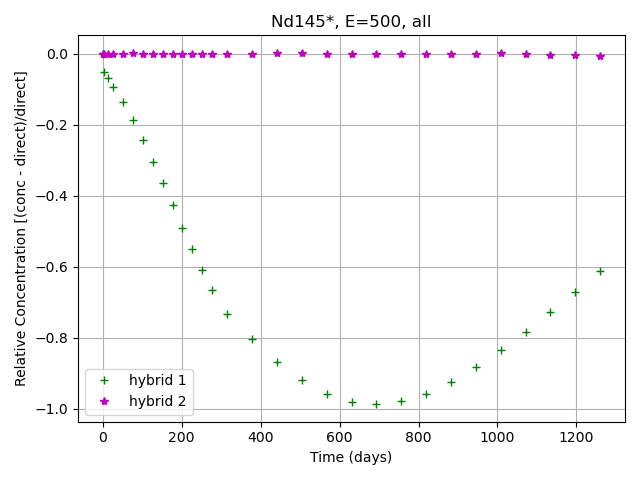 Nd145*, E=500, all
Relative Concentration [(conc - direct)/direct]
0.0
−0.2
−0.4
−0.6
−0.8
−1.0
hybrid 1
hybrid 2
0 200 400 600 800 1000 1200
Time (days)